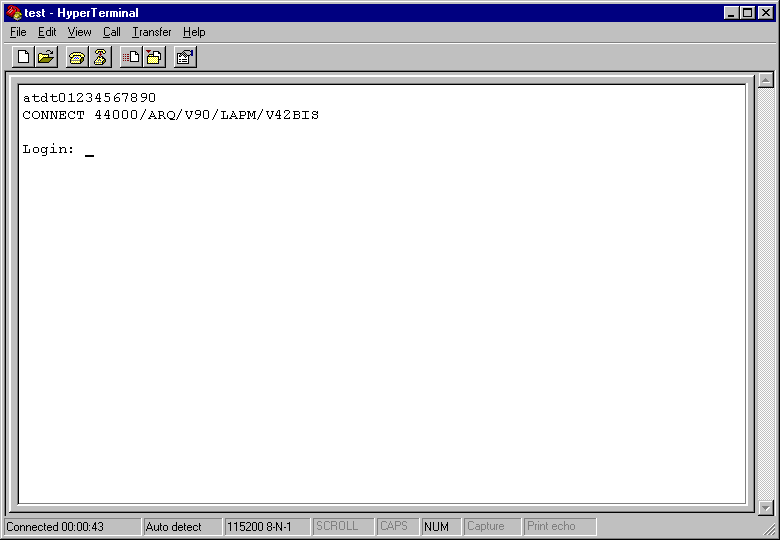 test - HyperTerminal
File Edit View Call Transfer Help
atdt01234567890
CONNECT 44000/ARQ/V90/LAPM/V42BIS
Login: _
Connected 00:00:43 Auto detect 115200 8-N-1 SCROLL CAPS NUM Capture Print echo